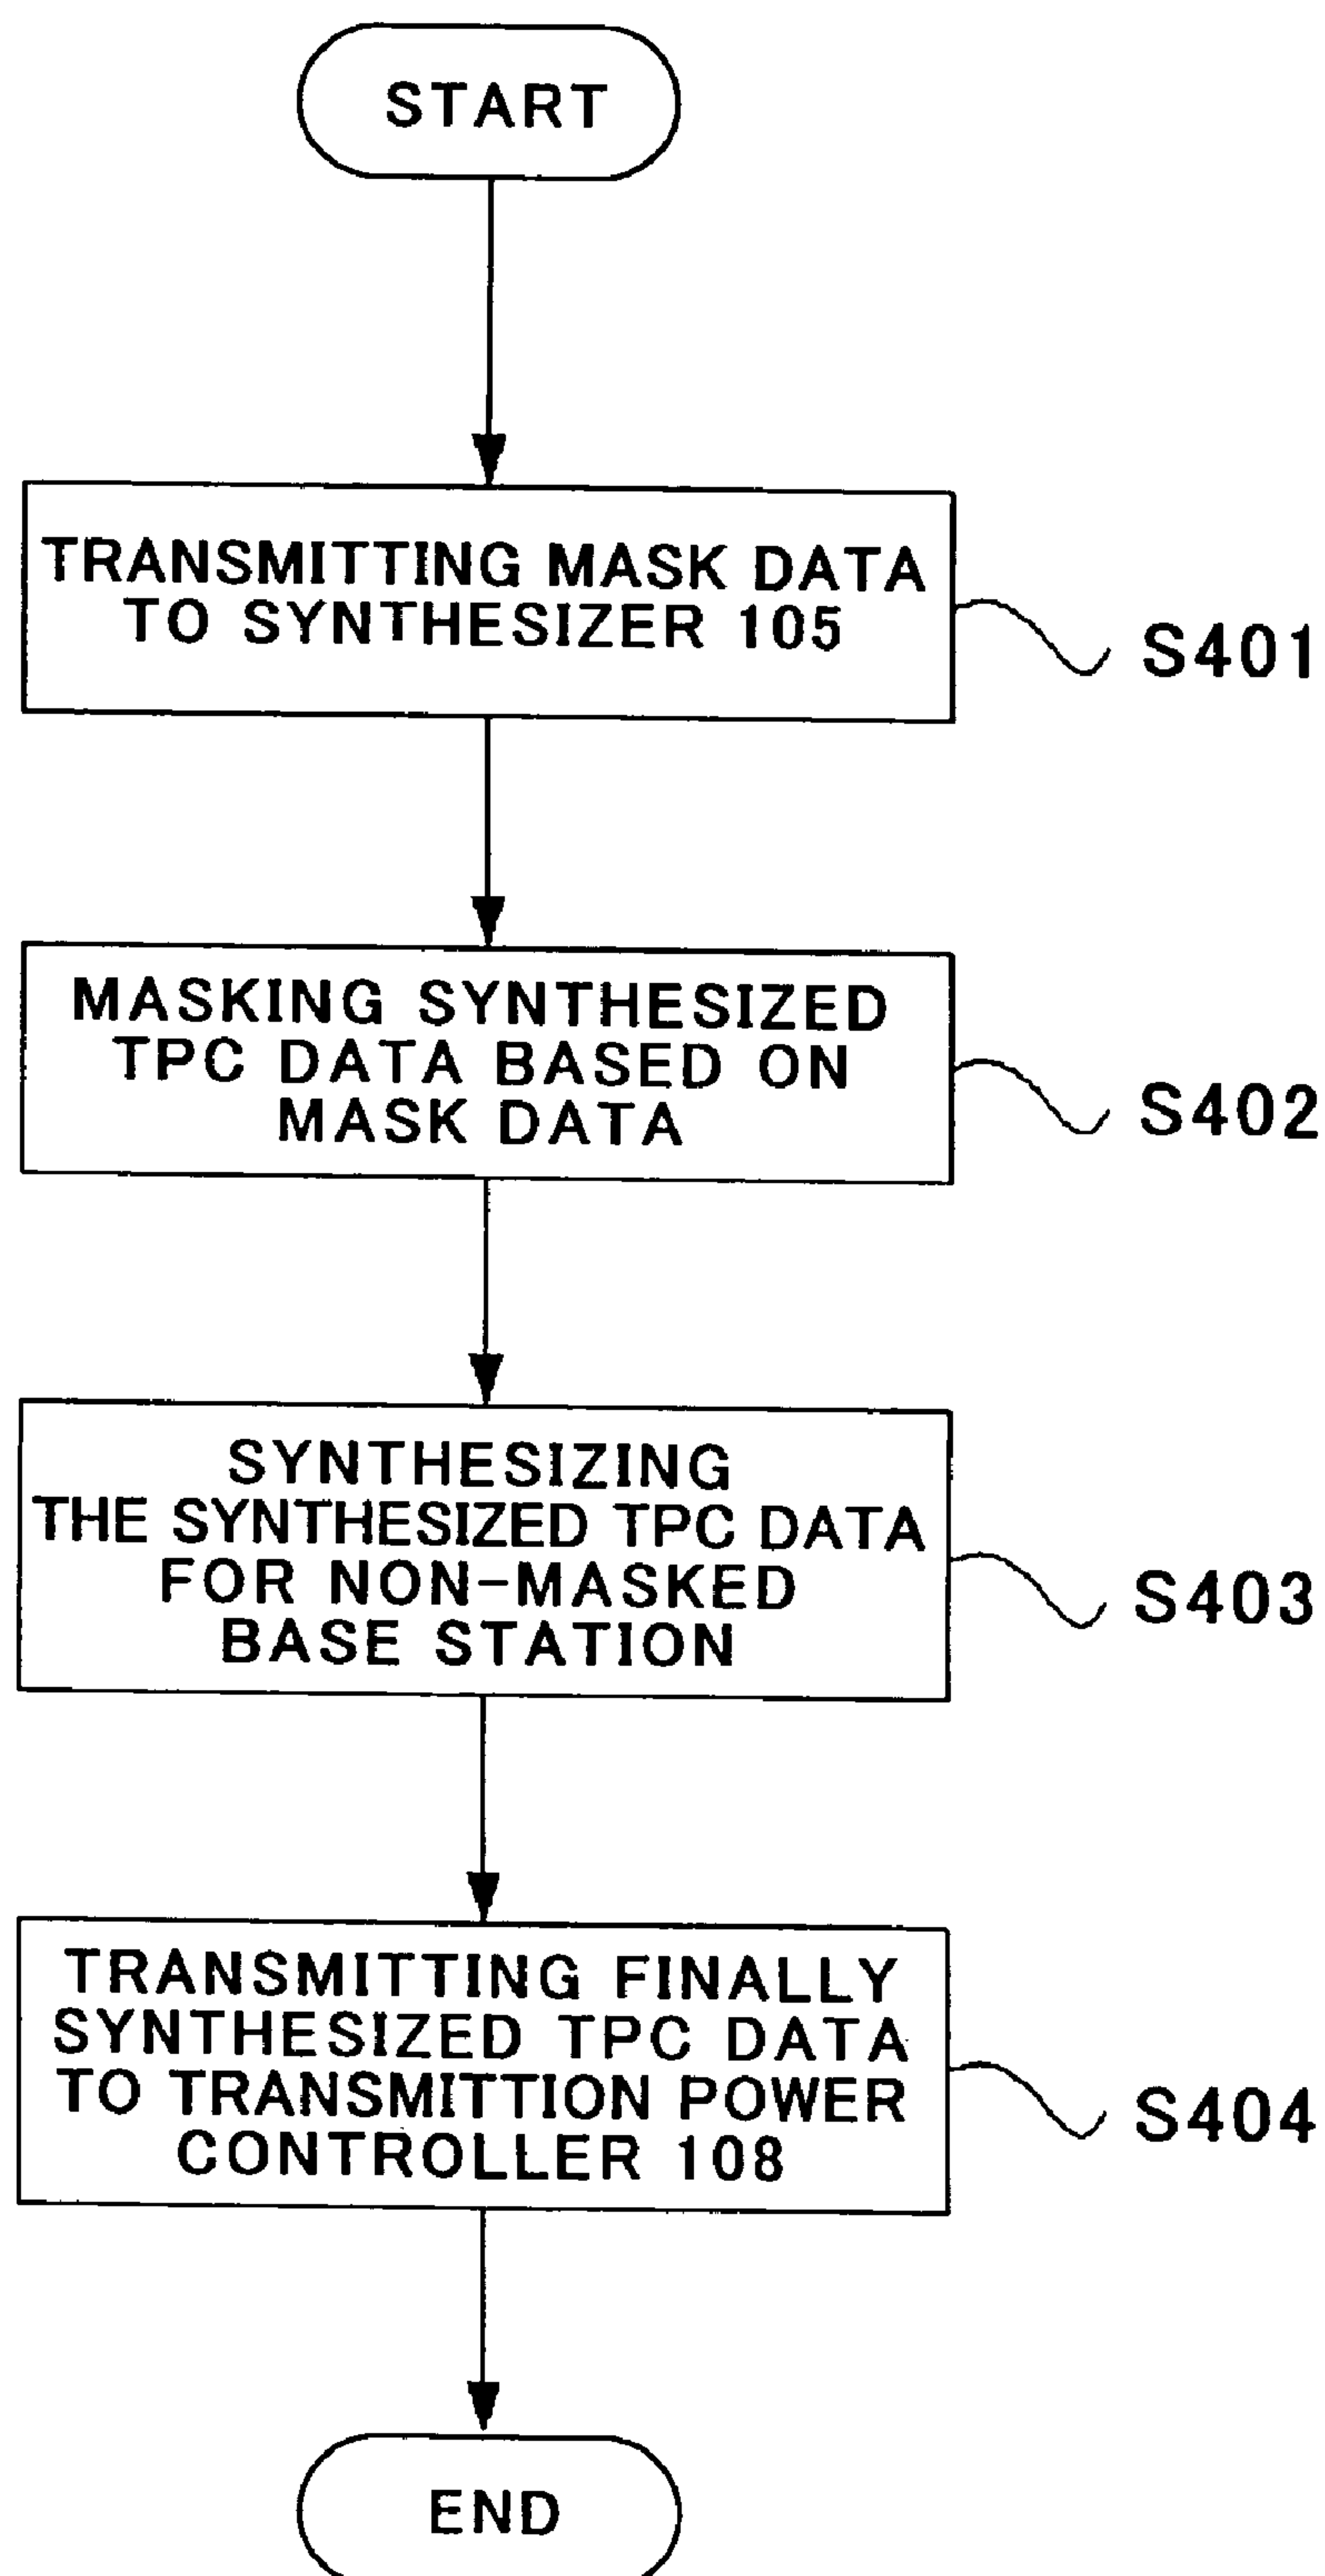 START
TRANSMITTING MASK DATA
TO SYNTHESIZER 105
S401
MASKING SYNTHESIZED
TPC DATA BASED ON
MASK DATA
S402
SYNTHESIZING
THE SYNTHESIZED TPC DATA
FOR NON-MASKED
BASE STATION
S403
TRANSMITTING FINALLY
SYNTHESIZED TPC DATA
TO TRANSMITTION POWER
CONTROLLER 108
S404
END